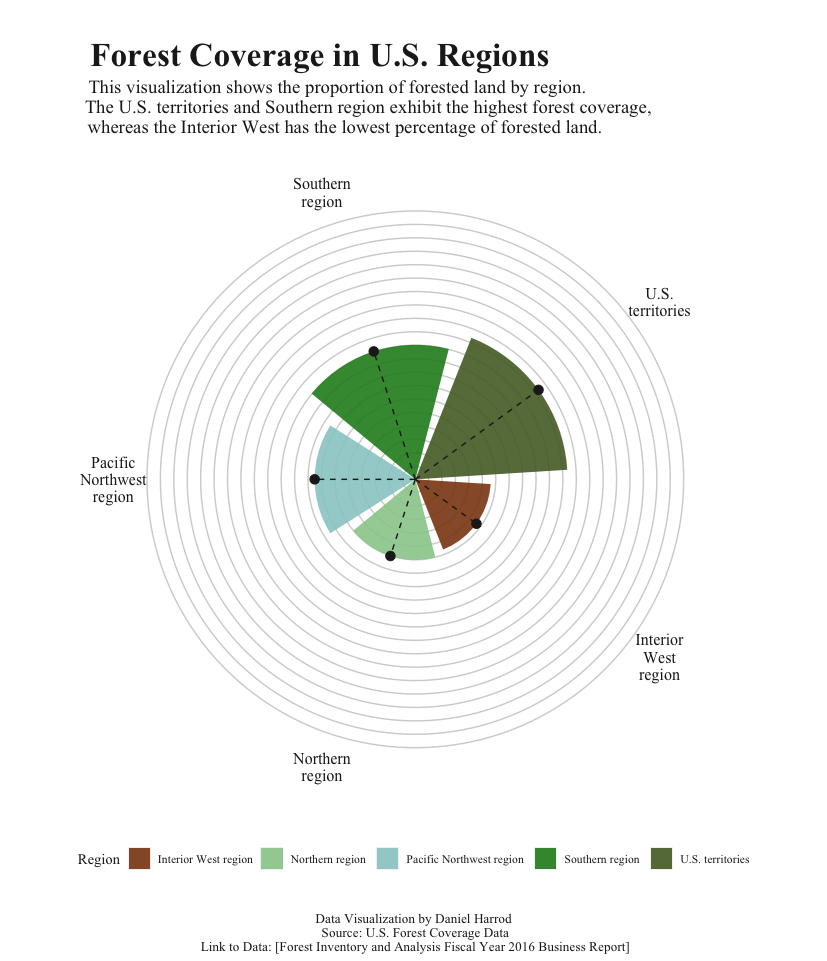 Forest Coverage in U.S. Regions
This visualization shows the proportion of forested land by region.
The U.S. territories and Southern region exhibit the highest forest coverage,
whereas the Interior West has the lowest percentage of forested land.
Southern
region
U.S.
territories
Pacific
Northwest
region
Interior
West
region
Northern
region
Region
Interior West region
Northern region
Pacific Northwest region
Southern region
U.S. territories
Data Visualization by Daniel Harrod
Source: U.S. Forest Coverage Data
Link to Data: [Forest Inventory and Analysis Fiscal Year 2016 Business Report]